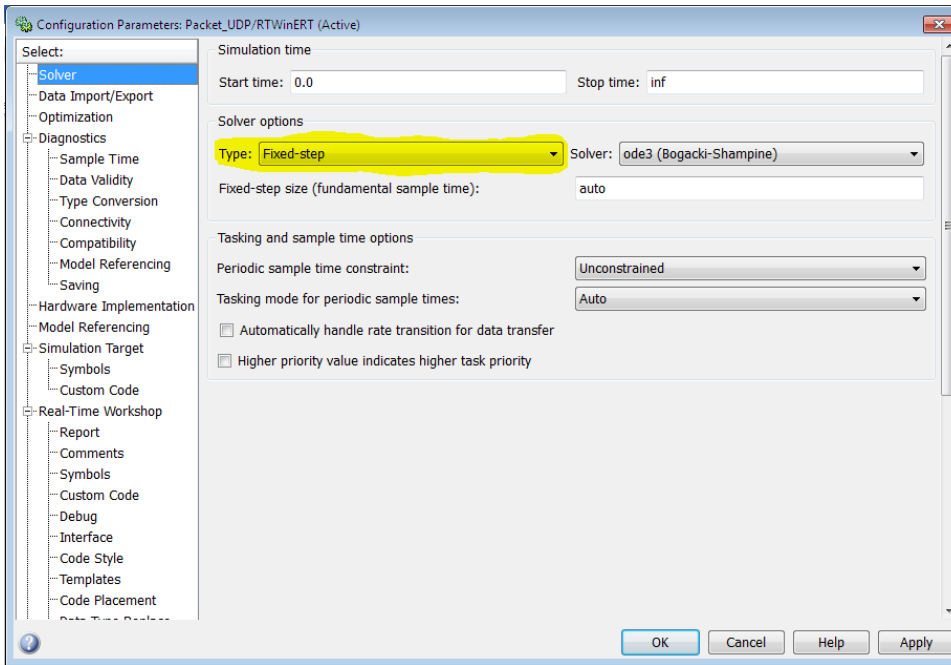 Configuration Parameters: Packet_UDP/RTWinERT (Active)
Select:
Solver
Data Import/Export
Optimization
Diagnostics
Sample Time
Data Validity
Type Conversion
Connectivity
Compatibility
Model Referencing
Saving
Hardware Implementation
Model Referencing
Simulation Target
Symbols
Custom Code
Real-Time Workshop
Report
Comments
Symbols
Custom Code
Debug
Interface
Code Style
Templates
Code Placement
Data Type Replace
Simulation time
Start time: 0.0 Stop time: inf
Solver options
Type: Fixed-step Solver: ode3 (Bogacki-Shampine)
Fixed-step size (fundamental sample time): auto
Tasking and sample time options
Periodic sample time constraint: Unconstrained
Tasking mode for periodic sample times: Auto
Automatically handle rate transition for data transfer
Higher priority value indicates higher task priority
OK Cancel Help Apply